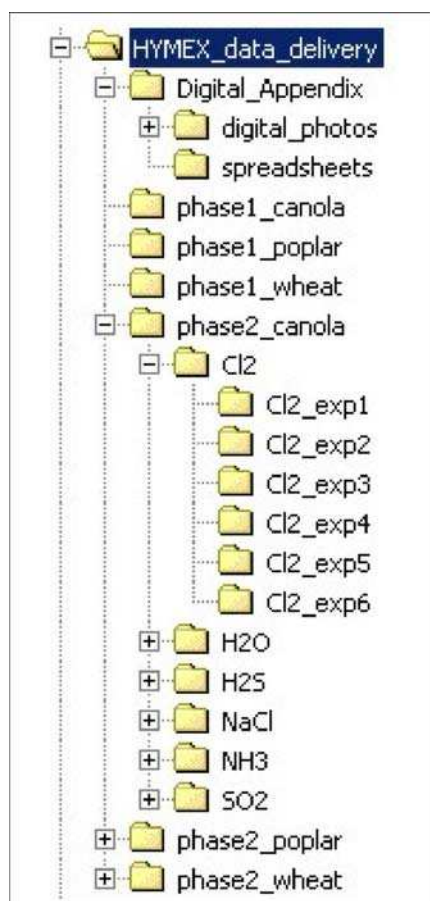 HYMEX_data_delivery
Digital_Appendix
digital_photos
spreadsheets
phase1_canola
phase1_poplar
phase1_wheat
phase2_canola
Cl2
Cl2_exp1
Cl2_exp2
Cl2_exp3
Cl2_exp4
Cl2_exp5
Cl2_exp6
H2O
H2S
NaCl
NH3
SO2
phase2_poplar
phase2_wheat